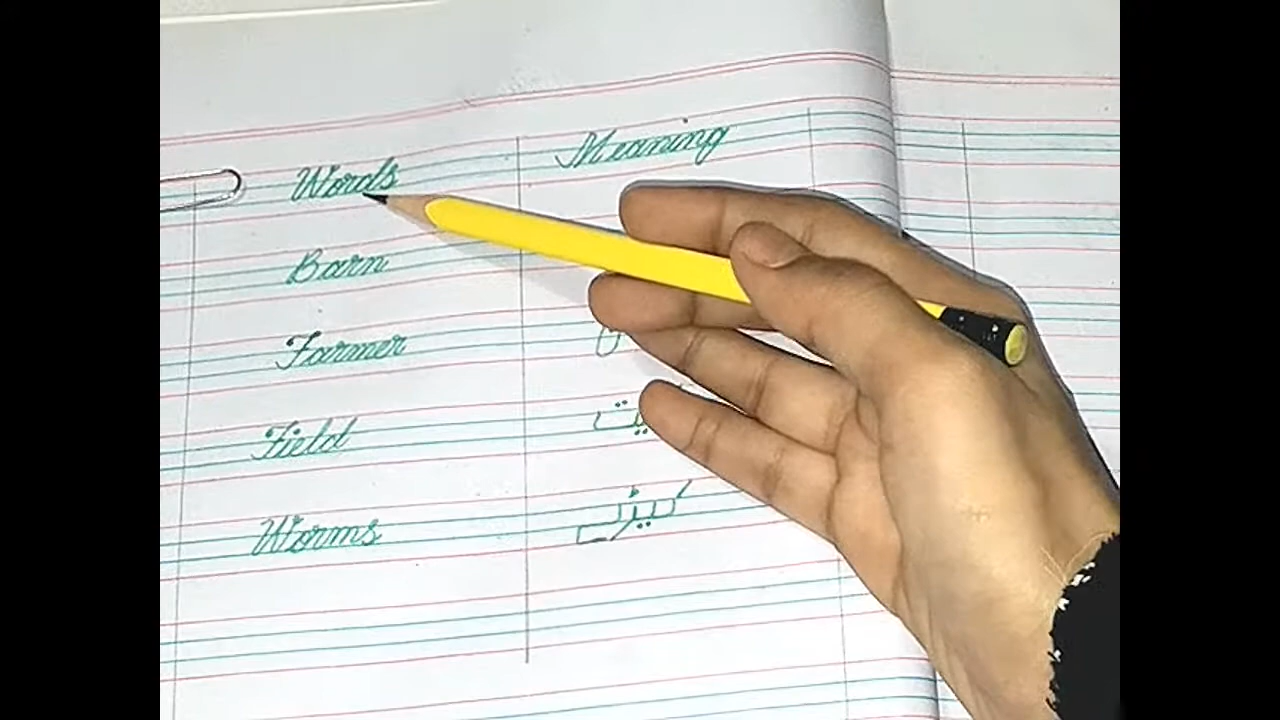 Words Meaning
Barn
Farmer
Field
Worms کیڑے